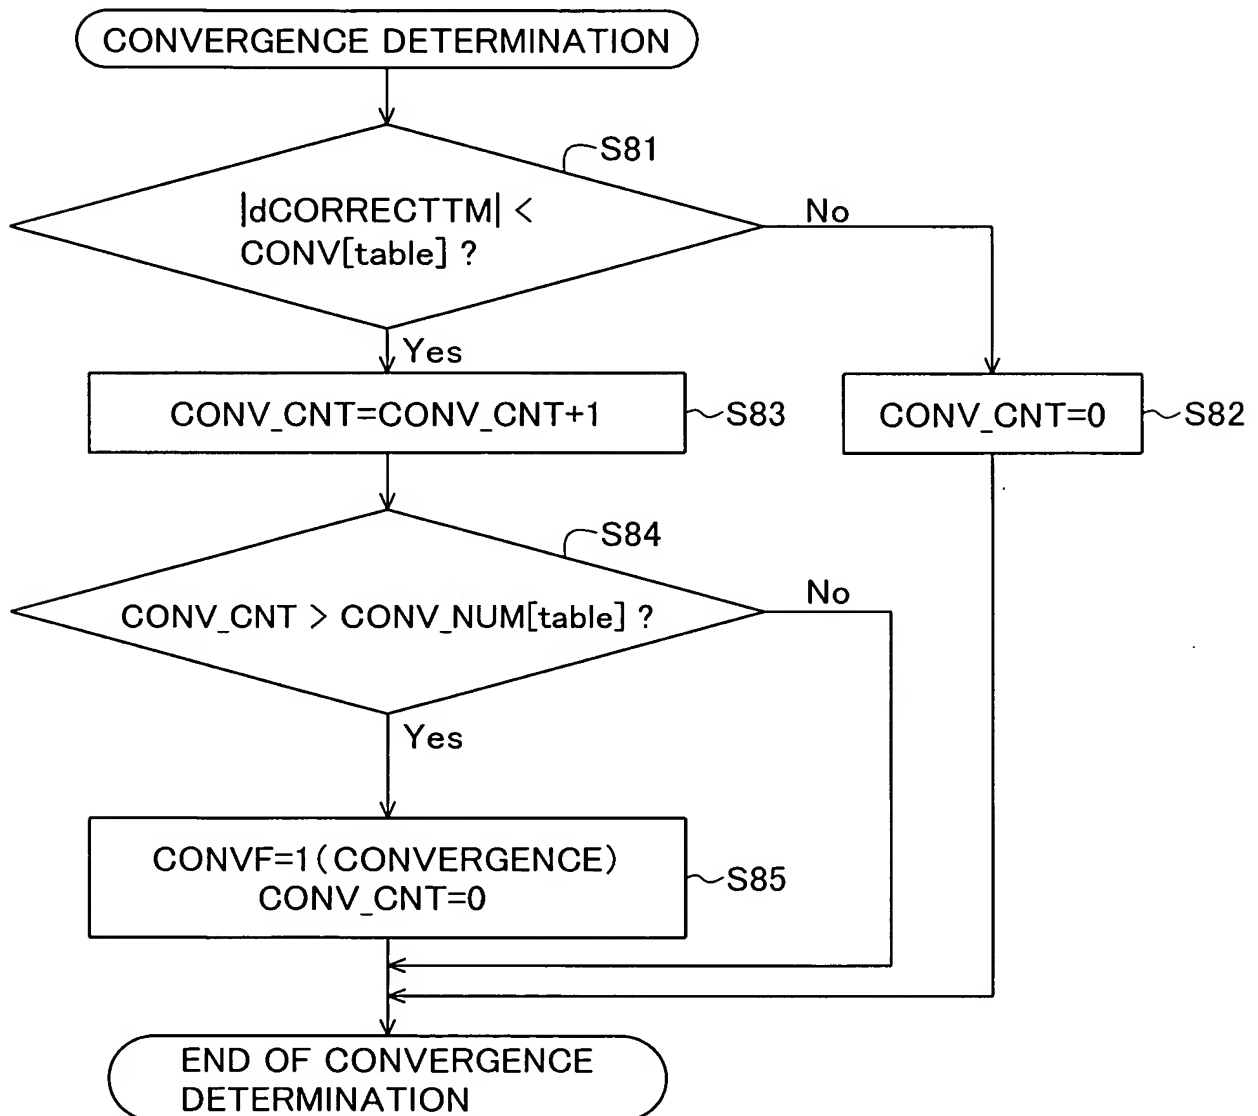 CONVERGENCE DETERMINATION
S81
|dCORRECTTM| <
CONV[table] ?
No
Yes
CONV_CNT=CONV_CNT+1
S83
CONV_CNT=0
S82
S84
CONV_CNT > CONV_NUM[table] ?
No
Yes
CONVF=1(CONVERGENCE)
CONV_CNT=0
S85
END OF CONVERGENCE
DETERMINATION